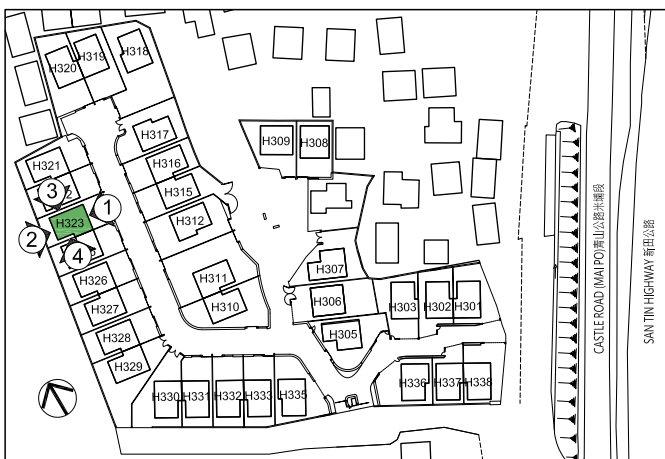 H318
H319
H320
H317
H309
H308
H316
H321
H315
3
H323
1
H312
2
4
H307
H311
H326
H306
H303
H302
H301
H310
H327
H305
H328
H329
H336
H337
H338
H330
H331
H332
H333
H335
CASTLE ROAD (MAI PO)青山公路米埔段
SAN TIN HIGHWAY 新田公路